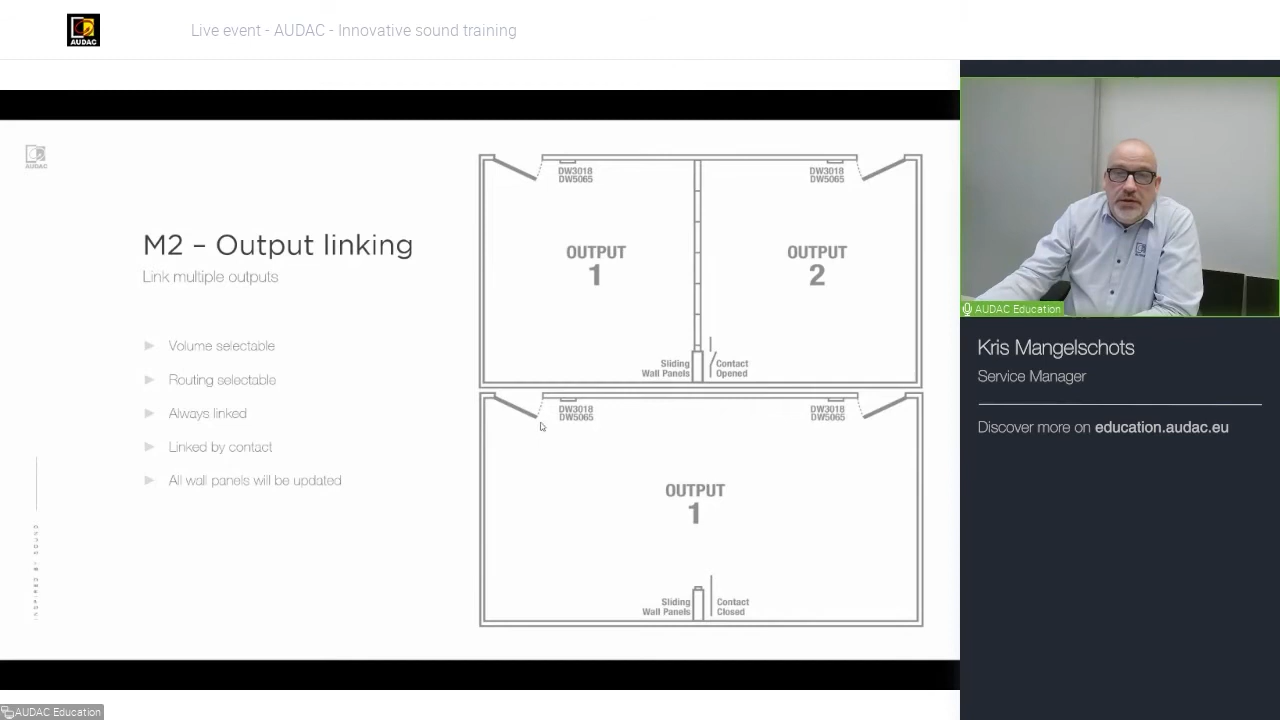 AUDAC
Live event - AUDAC - Innovative sound training
AUDAC
M2 – Output linking
Link multiple outputs
Volume selectable
Routing selectable
Always linked
Linked by contact
All wall panels will be updated
DW3018
DW5065
DW3018
DW5065
OUTPUT
1
OUTPUT
2
Sliding
Wall Panels
Contact
Opened
DW3018
DW5065
DW3018
DW5065
OUTPUT
1
Sliding
Wall Panels
Contact
Closed
AUDAC Education
Kris Mangelschots
Service Manager
Discover more on education.audac.eu
AUDAC Education